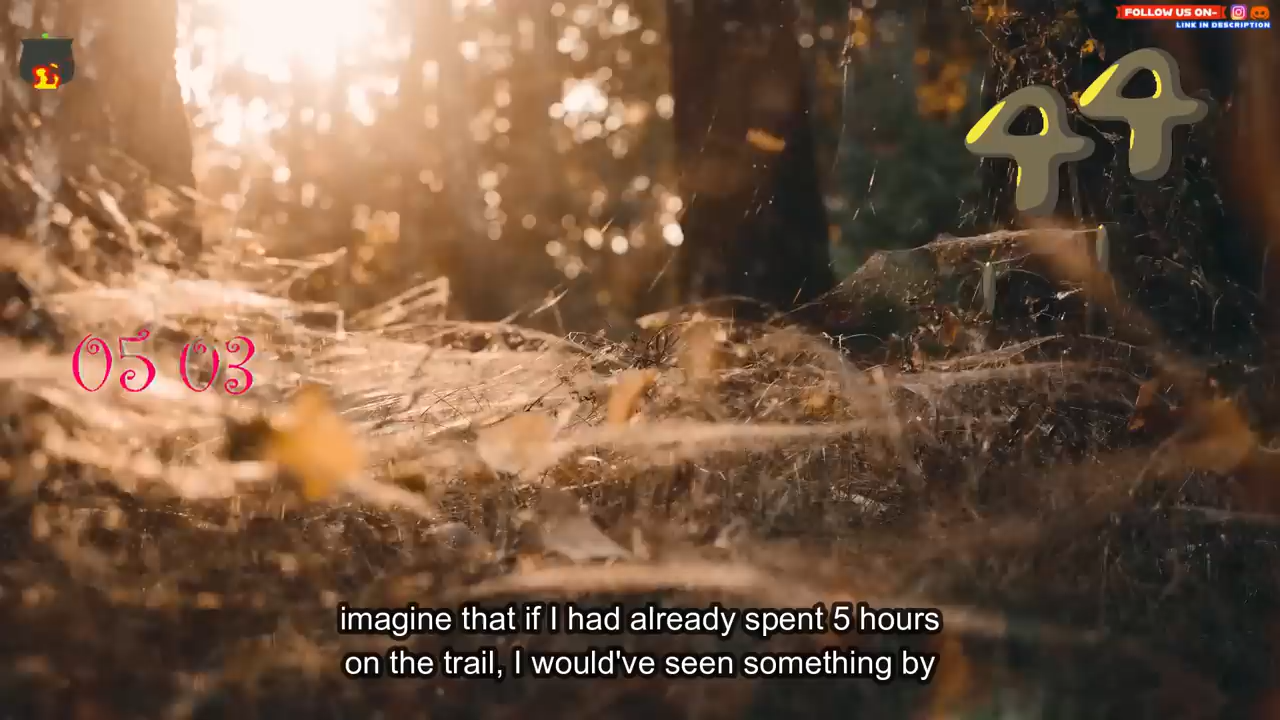 FOLLOW US ON-
LINK IN DESCRIPTION
44
05 03
imagine that if I had already spent 5 hours
on the trail, I would've seen something by